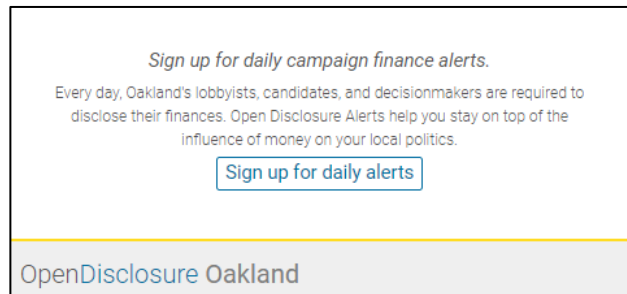 Sign up for daily campaign finance alerts.
Every day, Oakland's lobbyists, candidates, and decisionmakers are required to
disclose their finances. Open Disclosure Alerts help you stay on top of the
influence of money on your local politics.
Sign up for daily alerts
OpenDisclosure Oakland